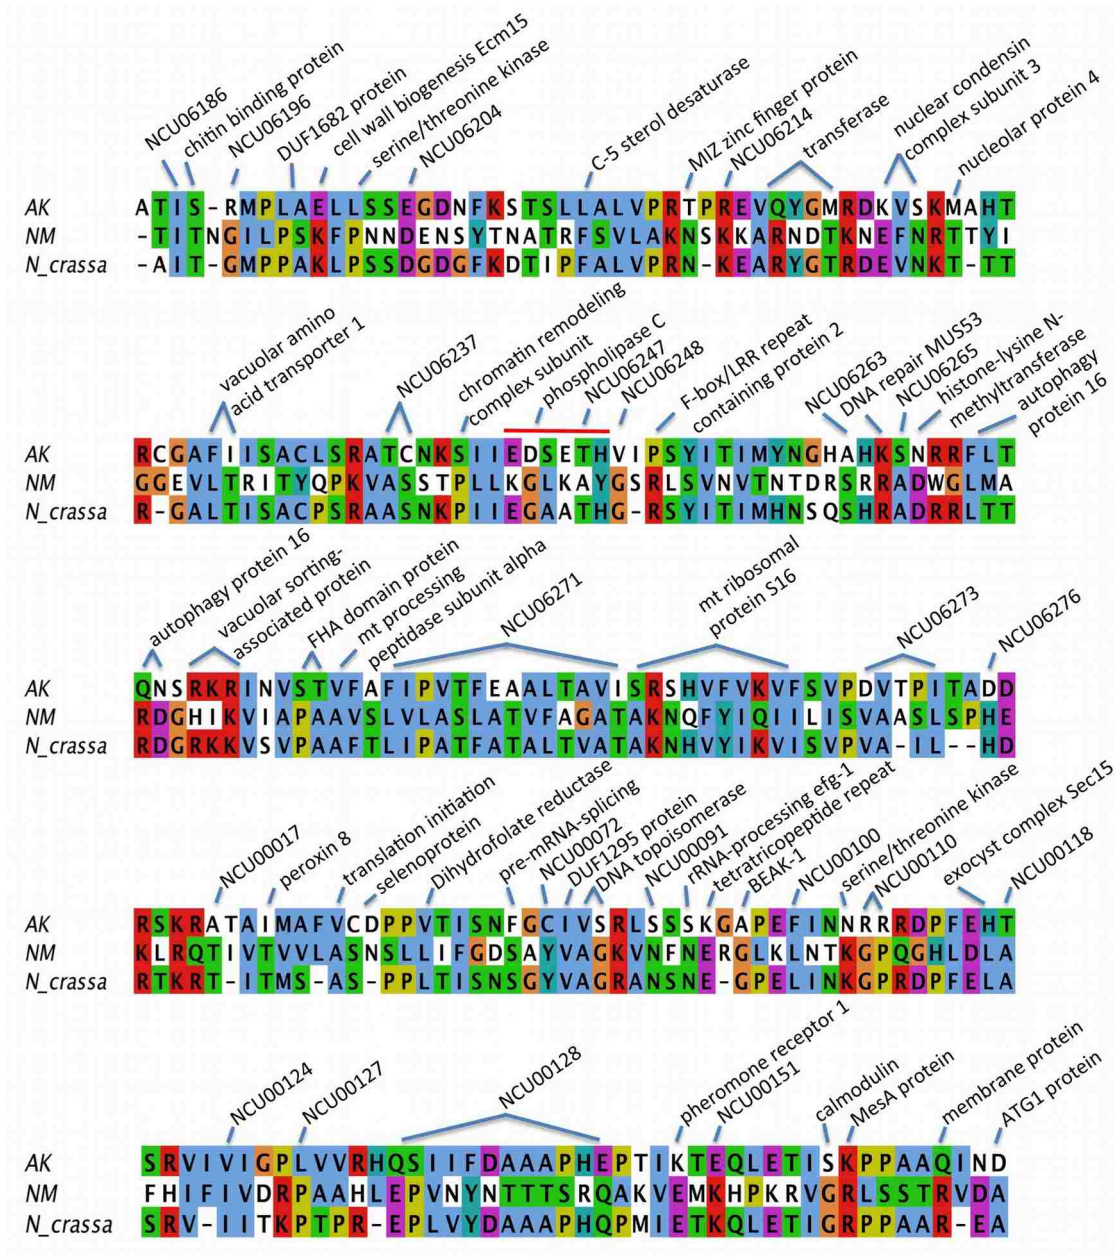 NCU06186
chitin binding protein
NCU06196
DUF1682 protein
cell wall biogenesis Ecm15
serine/threonine kinase
NCU06204
C-5 sterol desaturase
MIZ zinc finger protein
NCU06214
transferase
nuclear condensin
complex subunit 3
nucleolar protein 4
AK ATIS-RMPLAELLSSEGDNFKSTSLLALVPRTPREVQYGMRDKVSKMAHT
NM -TITNGILPSKFPNNDENSYTNATRFSVLAKNSKKARNDTKNEFNRTTYI
N_crassa -AIT-GMPPAKLPSSDGDGFKDTIPFALVPRN-KEARYGTRDEVNKT-TT
vacuolar amino
acid transporter 1
NCU06237
chromatin remodeling
complex subunit
phospholipase C
NCU06247
NCU06248
F-box/LRR repeat
containing protein 2
NCU06263
DNA repair MUS53
NCU06265
histone-lysine N-
methyltransferase
autophagy
protein 16
AK RCGAFIISACLSRATCNKSIIEDSETHVIPSYITIMYNGHAHKSNRRFLT
NM GGEVLTRITYQPKVASSTPLLKGLKAYGSRLSVNVTNTDRSRRADWGLMA
N_crassa R-GALTISACPSRAASNKPIIEGAATHG-RSYITIMHNSQSHRADRRLTT
autophagy protein 16
vacuolar sorting-
associated protein
FHA domain protein
mt processing
peptidase subunit alpha
NCU06271
mt ribosomal
protein S16
NCU06273
NCU06276
AK QNSRKRINVSTVFAFIPVTFEAALTAVISRSHVFVKVFSVPDVTPITADD
NM RDGHIKVIAPAAVSLVLASLATVFAGATAKNQFYIQIILISVAASLSPHE
N_crassa RDGRKKVSVPAAFTLIPATFATALTVATAKNHVYIKVISVPVA-IL--HD
NCU00017
peroxin 8
translation initiation
selenoprotein
Dihydrofolate reductase
pre-mRNA-splicing
NCU00072
DUF1295 protein
DNA topoisomerase
NCU00091
rRNA-processing efg-1
tetratricopeptide repeat
BEAK-1
NCU00100
serine/threonine kinase
NCU00110
exocyst complex Sec15
NCU00118
AK RSKRATAIMAFVCDPPVTISNFGCIVSRLSSSKGAPEFINNRRRDPFEHT
NM KLRQTIVTVVLASNSLLIFGDSAYVAGKVNFNERGLKLNTKGPQGHLDLA
N_crassa RTKRT-ITMS-AS-PPLTISNSGYVAGRANSNE-GPELINKGPRDPFELA
NCU00124
NCU00127
NCU00128
pheromone receptor 1
NCU00151
calmodulin
MesA protein
membrane protein
ATG1 protein
AK SRVIVIGPLVVRHQSIIFDAAAPHEPTIKTEQLETISKPPAAQIND
NM FHIFIVDRPAAHLEPVNYNTTTSRQAKVEMKHPKRVGRLSSTRVDA
N_crassa SRV-IITKPTPR-EPLVYDAAAPHQPMIETKQLETIGRPPAAR-EA